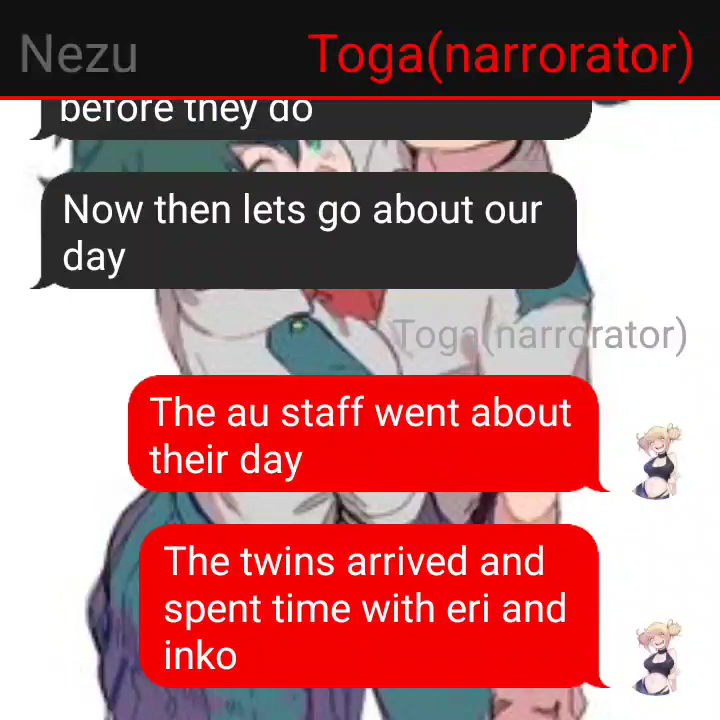 Nezu
Toga(narrorator)
before they do
Now then lets go about our
day
Toga(narrorator)
The au staff went about
their day
The twins arrived and
spent time with eri and
inko